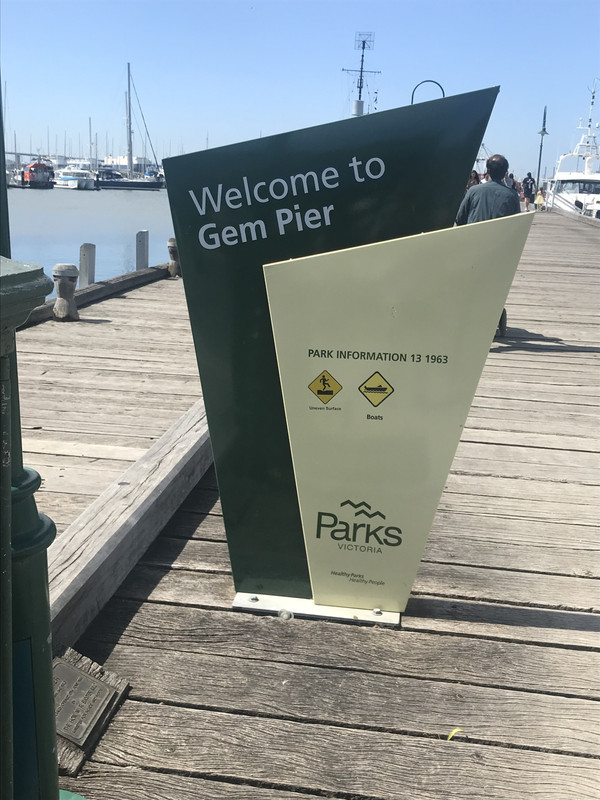 Welcome to
Gem Pier
PARK INFORMATION 13 1963
Uneven Surface
Boats
Parks
VICTORIA
Healthy Parks
Healthy People